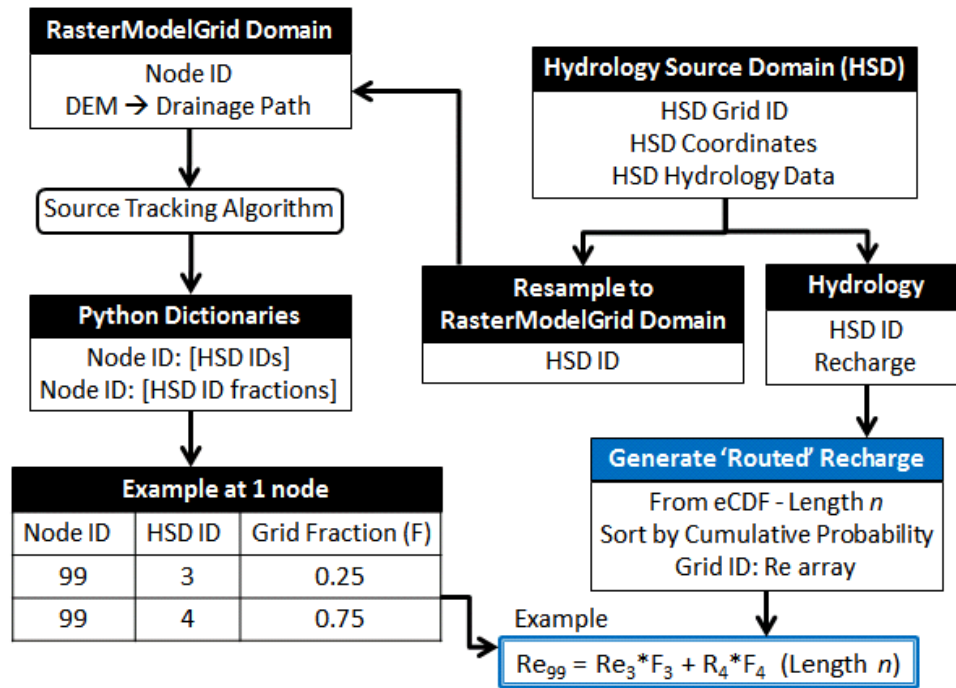 RasterModelGrid Domain
Node ID
DEM → Drainage Path
Source Tracking Algorithm
Python Dictionaries
Node ID: [HSD IDs]
Node ID: [HSD ID fractions]
Example at 1 node
Node ID HSD ID Grid Fraction (F)
99 3 0.25
99 4 0.75
Hydrology Source Domain (HSD)
HSD Grid ID
HSD Coordinates
HSD Hydrology Data
Resample to
RasterModelGrid Domain
HSD ID
Hydrology
HSD ID
Recharge
Generate ‘Routed’ Recharge
From eCDF - Length n
Sort by Cumulative Probability
Grid ID: Re array
Example
Re₉₉ = Re₃*F₃ + R₄*F₄ (Length n)